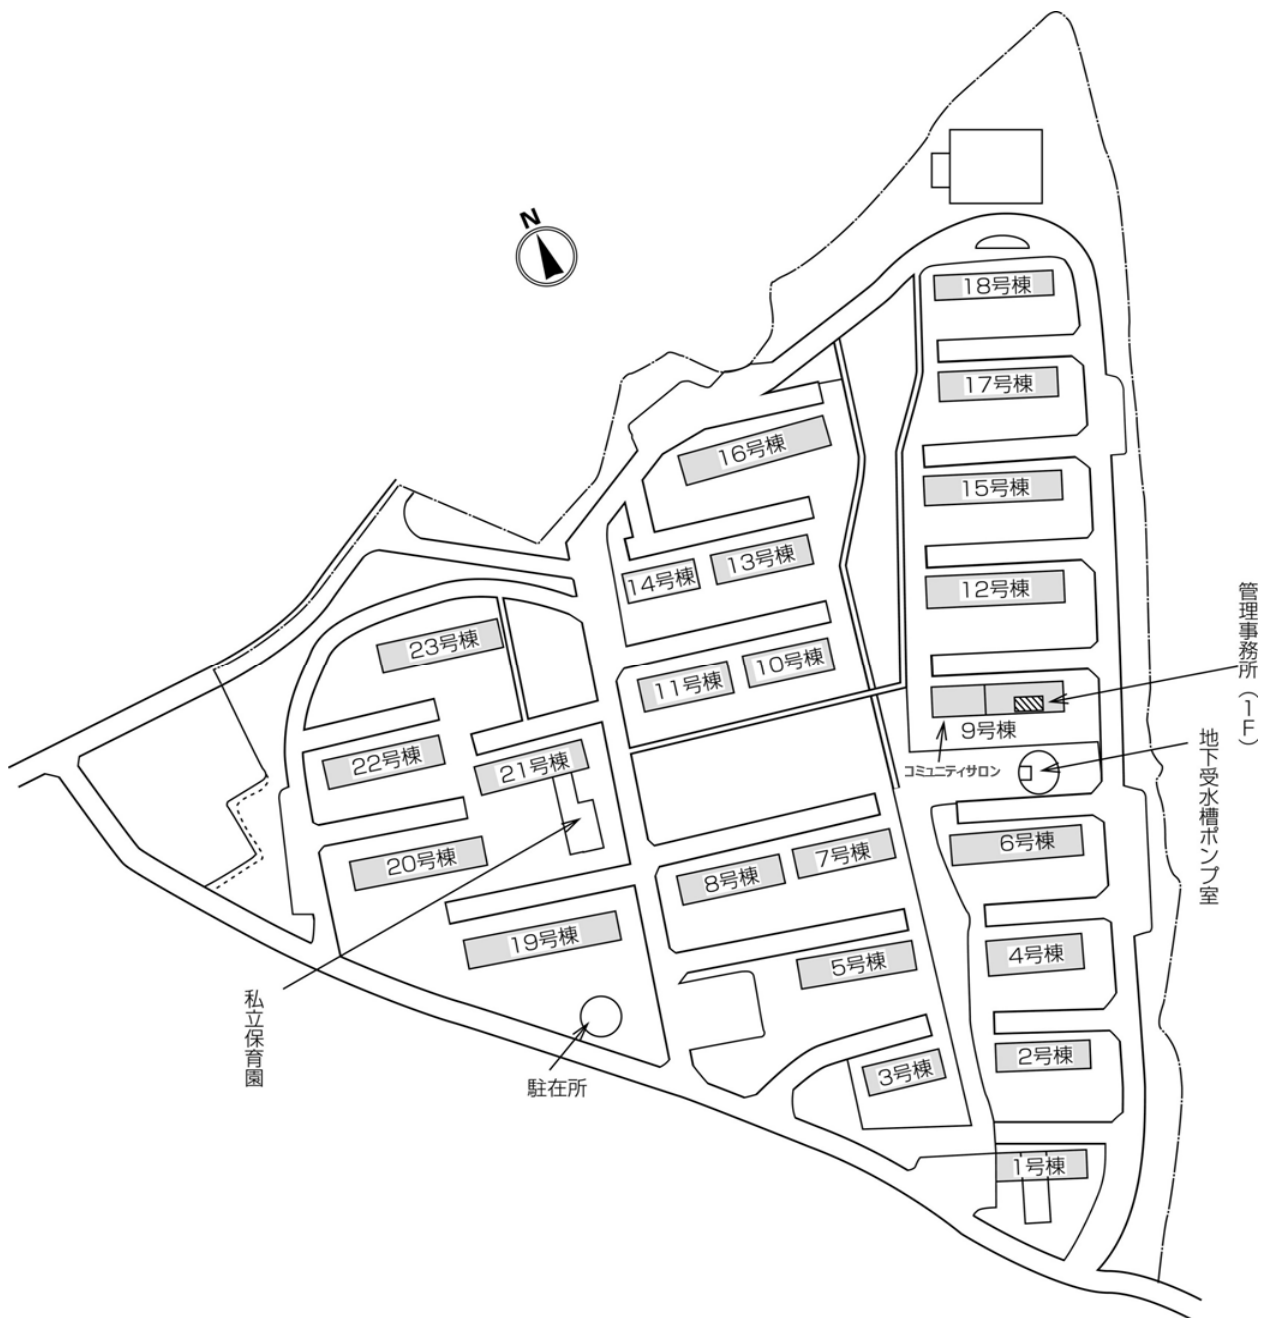 N
18号棟
17号棟
16号棟
15号棟
13号棟
14号棟
12号棟
管理事務所（1F）
23号棟
10号棟
11号棟
9号棟
コミュニティサロン
地下受水槽ポンプ室
22号棟
21号棟
6号棟
20号棟
7号棟
8号棟
19号棟
4号棟
5号棟
私立保育園
2号棟
3号棟
駐在所
1号棟